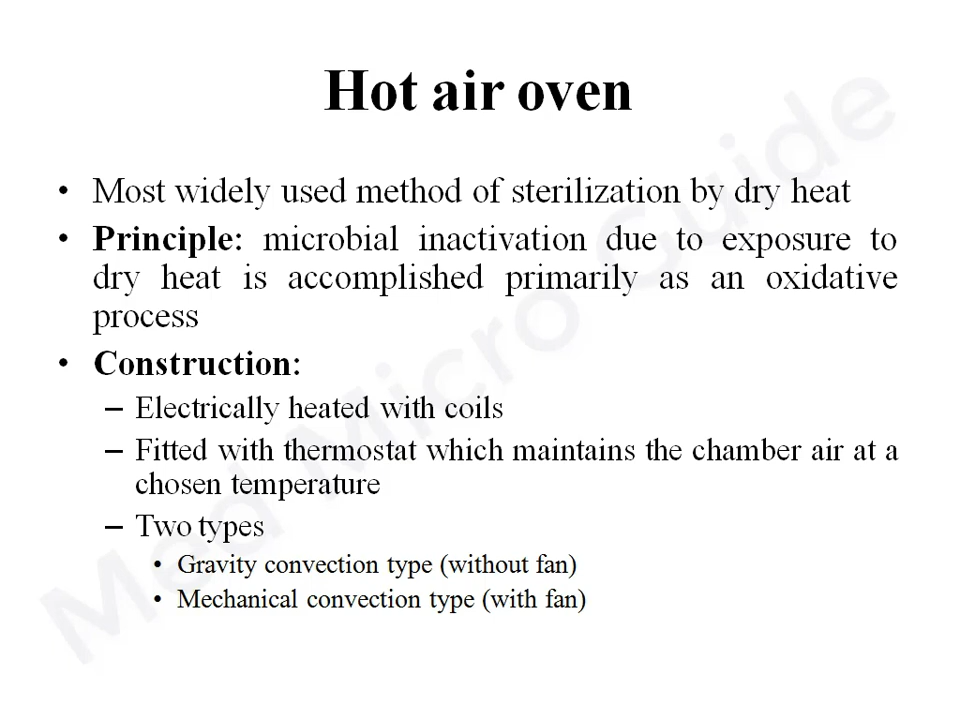 Hot air oven
• Most widely used method of sterilization by dry heat
• Principle: microbial inactivation due to exposure to
dry heat is accomplished primarily as an oxidative
process
• Construction:
– Electrically heated with coils
– Fitted with thermostat which maintains the chamber air at a
chosen temperature
– Two types
• Gravity convection type (without fan)
• Mechanical convection type (with fan)
Med Micro Guide